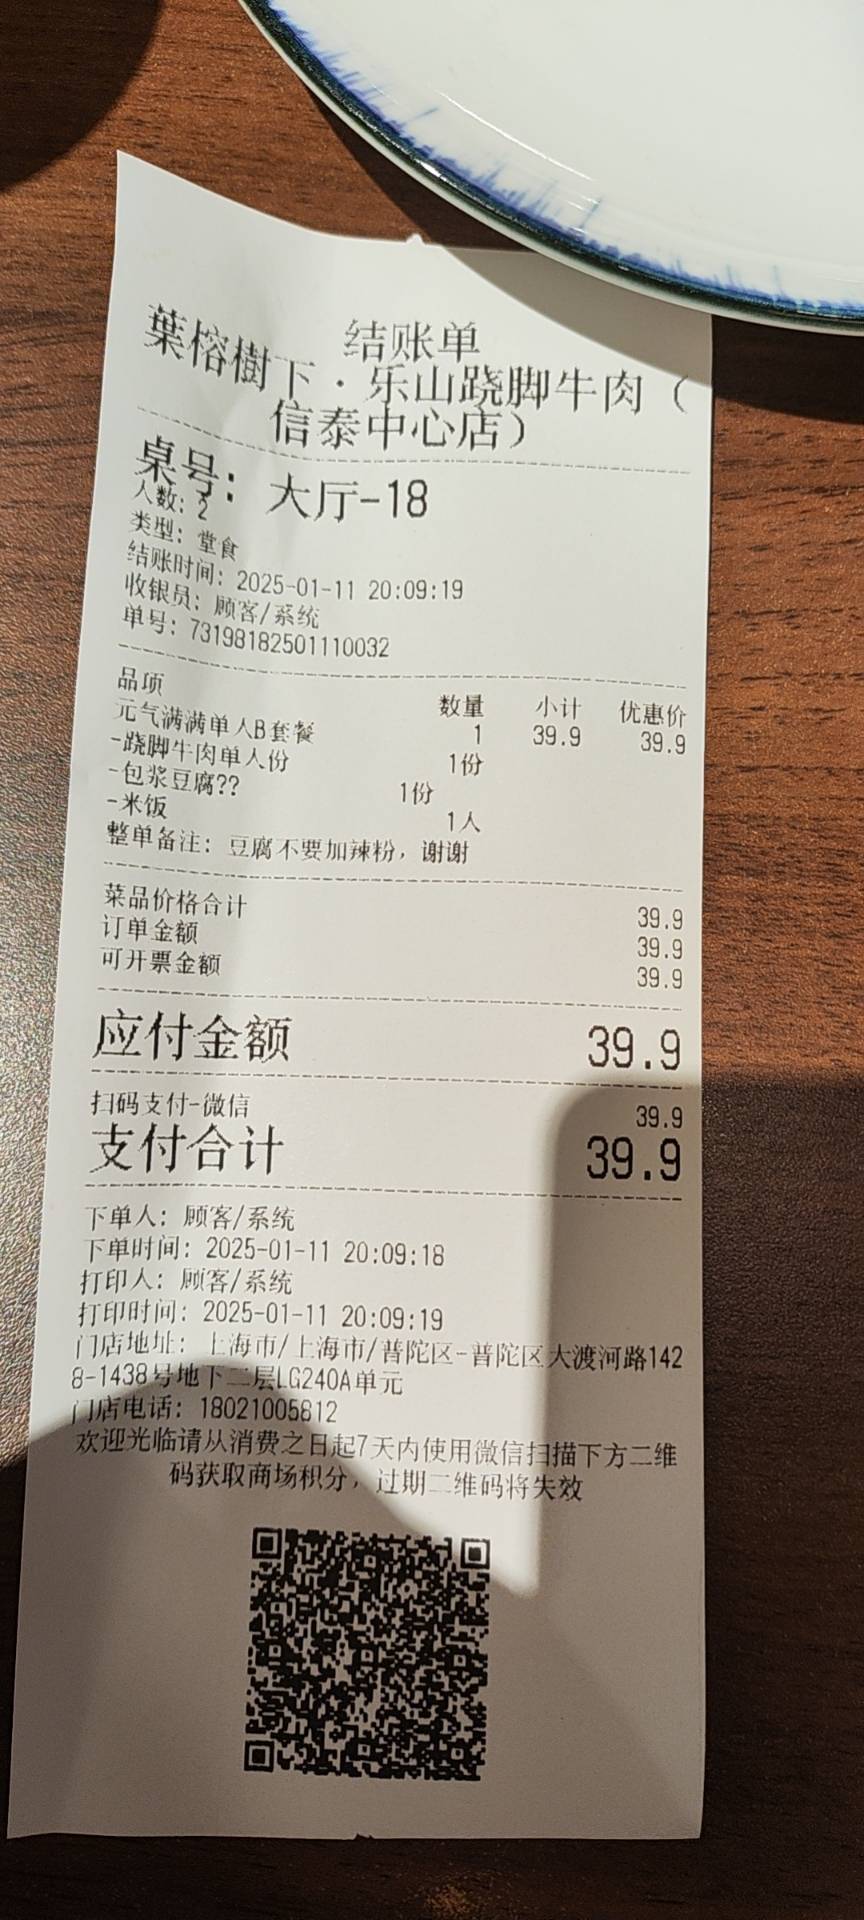 结账单
葉榕樹下·乐山跷脚牛肉（
信泰中心店）
桌号: 大厅-18
人数: 2
类型: 堂食
结账时间: 2025-01-11 20:09:19
收银员: 顾客/系统
单号: 73198182501110032
品项 数量 小计 优惠价
元气满满单人B套餐 1 39.9 39.9
-跷脚牛肉单人份 1份
-包浆豆腐?? 1份
-米饭 1人
整单备注: 豆腐不要加辣粉，谢谢
菜品价格合计 39.9
订单金额 39.9
可开票金额 39.9
应付金额 39.9
扫码支付-微信 39.9
支付合计 39.9
下单人: 顾客/系统
下单时间: 2025-01-11 20:09:18
打印人: 顾客/系统
打印时间: 2025-01-11 20:09:19
门店地址: 上海市/上海市/普陀区-普陀区大渡河路142
8-1438号地下二层LG240A单元
门店电话: 18021005812
欢迎光临请从消费之日起7天内使用微信扫描下方二维
码获取商场积分，过期二维码将失效